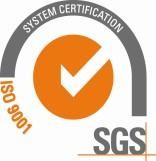 SYSTEM CERTIFICATION
ISO 9001
SGS